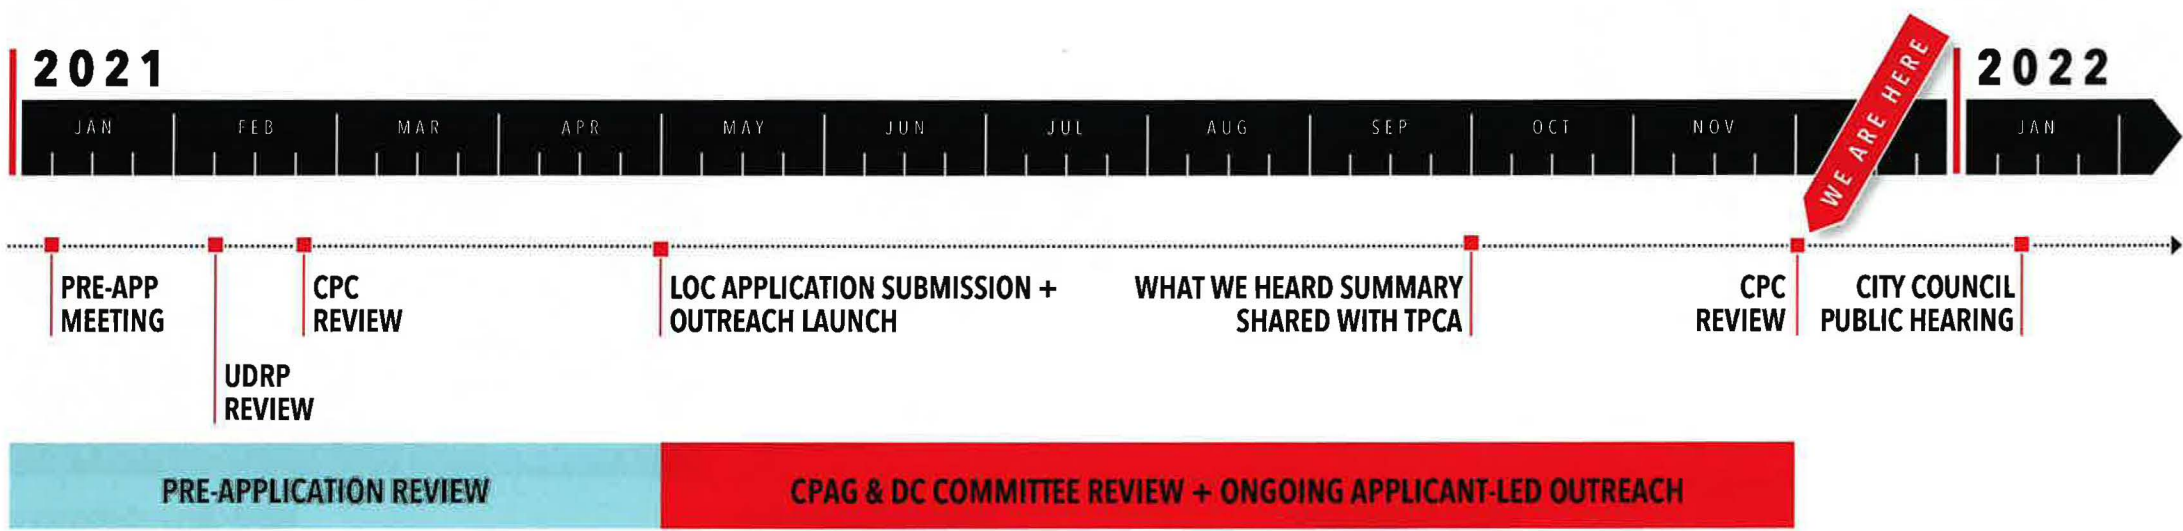 2021
2022
JAN
FEB
MAR
APR
MAY
JUN
JUL
AUG
SEP
OCT
NOV
WE ARE HERE
JAN
PRE-APP
MEETING
UDRP
REVIEW
CPC
REVIEW
LOC APPLICATION SUBMISSION +
OUTREACH LAUNCH
WHAT WE HEARD SUMMARY
SHARED WITH TPCA
CPC
REVIEW
CITY COUNCIL
PUBLIC HEARING
PRE-APPLICATION REVIEW
CPAG & DC COMMITTEE REVIEW + ONGOING APPLICANT-LED OUTREACH